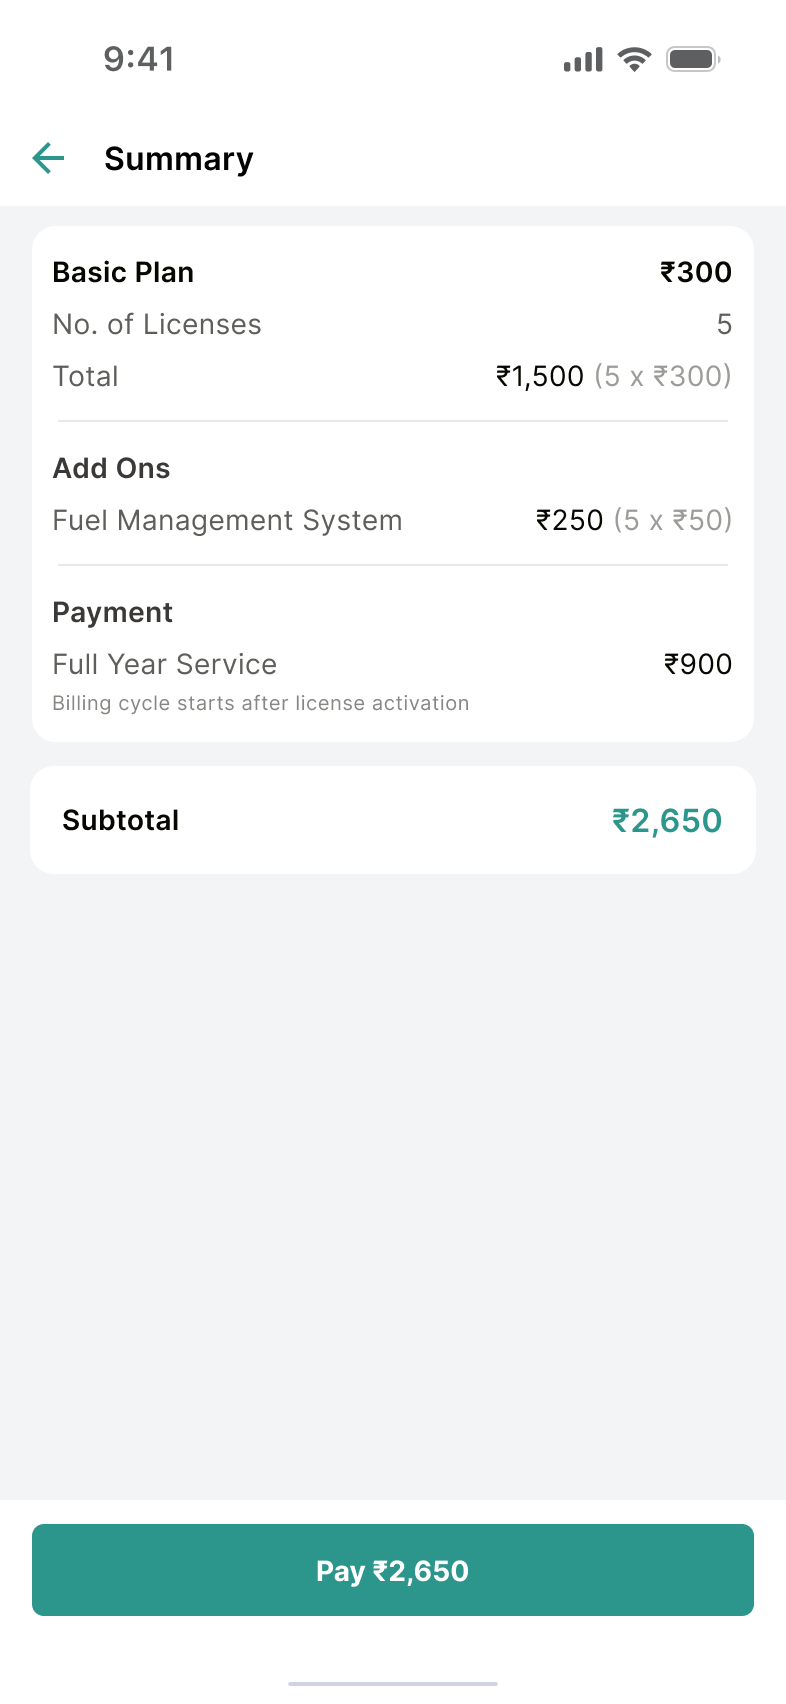 9:41
Summary
Basic Plan ₹300
No. of Licenses 5
Total ₹1,500 (5 x ₹300)
Add Ons
Fuel Management System ₹250 (5 x ₹50)
Payment
Full Year Service ₹900
Billing cycle starts after license activation
Subtotal ₹2,650
Pay ₹2,650